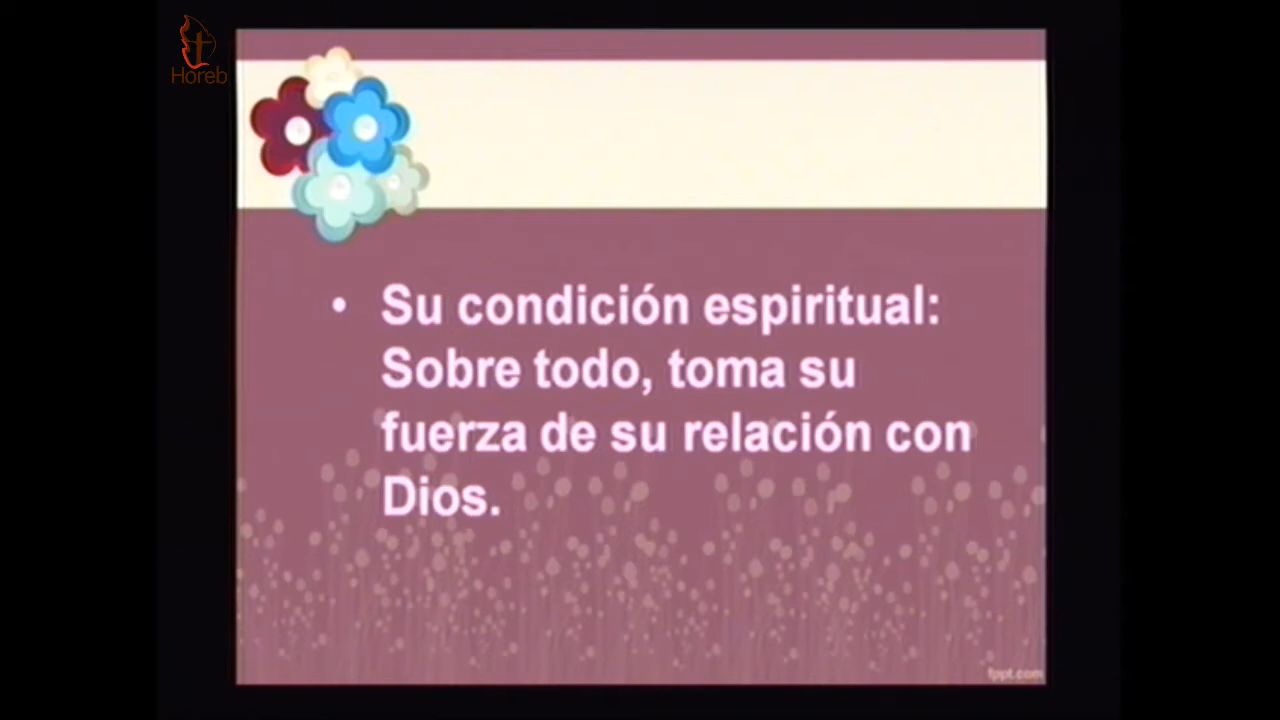 Horeb
• Su condición espiritual:
Sobre todo, toma su
fuerza de su relación con
Dios.
fppt.com